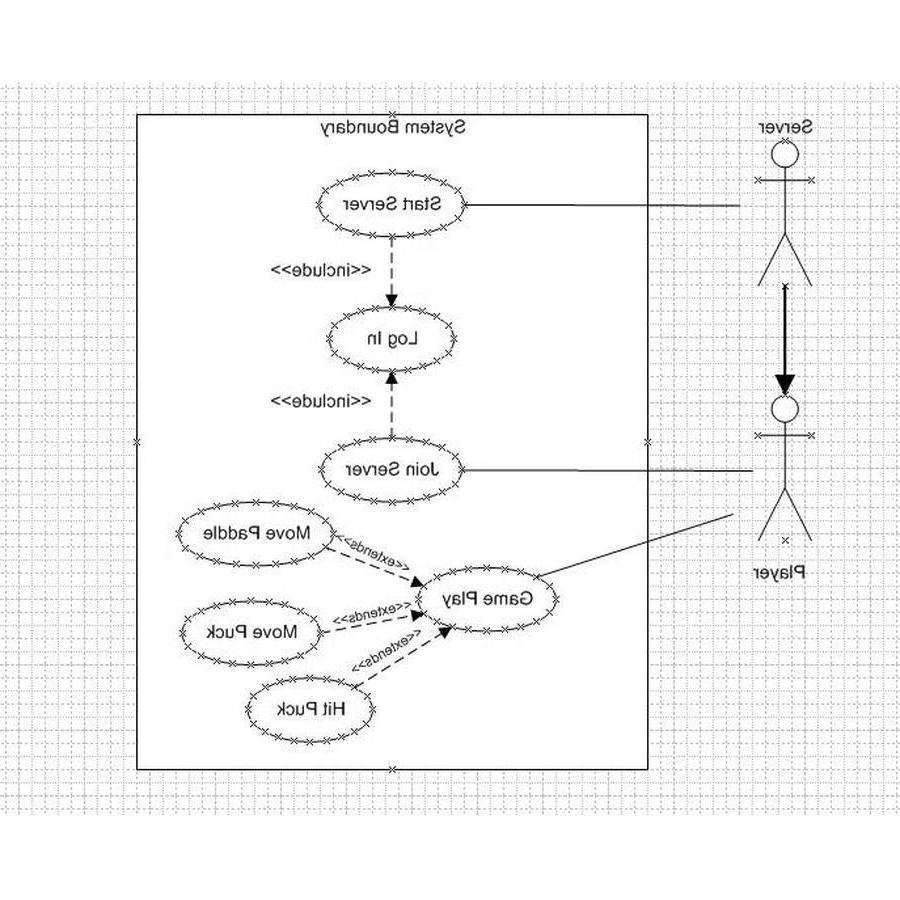 System Boundary
Server
Start Server
<<include>>
Log In
<<include>>
Join Server
Move Paddle
<<extends>>
Player
Game Play
Move Puck
<<extends>>
<<extends>>
Hit Puck